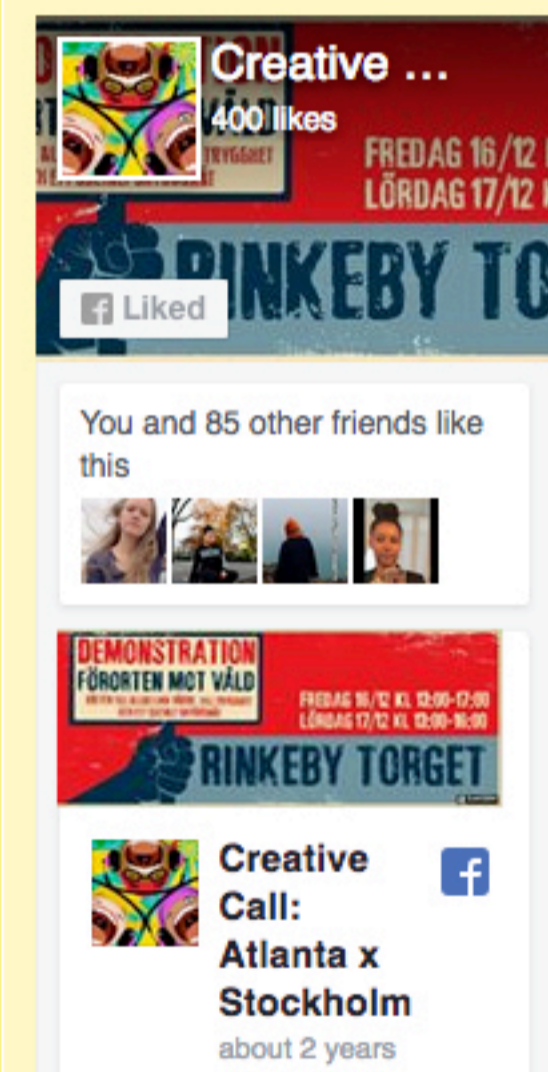 Creative ...
400 likes
TRYGGHET
FREDAG 16/12
LÖRDAG 17/12
RINKEBY TO
Liked
You and 85 other friends like
this
DEMONSTRATION
FÖRORTEN MOT VÅLD
FREDAG 16/12 KL 12:00-17:00
LÖRDAG 17/12 KL 12:00-16:00
RINKEBY TORGET
Creative
Call:
Atlanta x
Stockholm
about 2 years